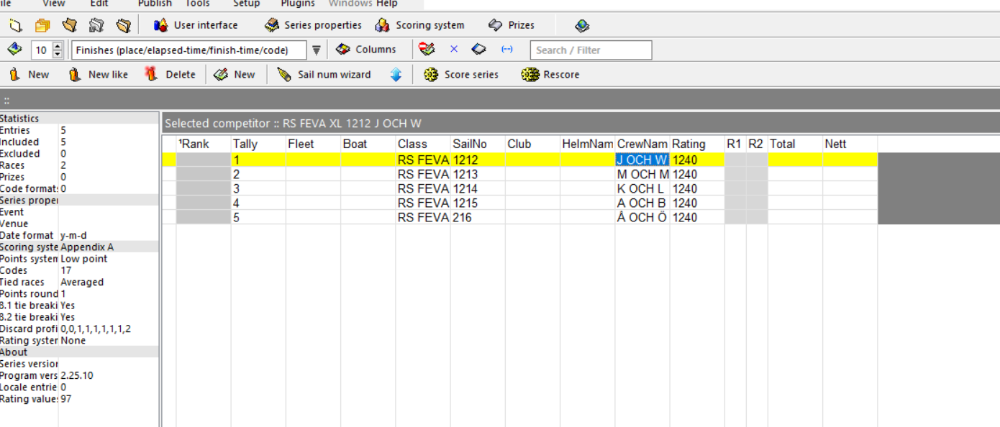 ile View Edit Publish Tools Setup Plugins Windows Help
User interface Series properties Scoring system Prizes
10 Finishes (place/elapsed-time/finish-time/code) Columns Search / Filter
New New like Delete New Sail num wizard Score series Rescore
::
Statistics
Entries 5
Included 5
Excluded 0
Races 2
Prizes 0
Code format: 0
Series proper
Event
Venue
Date format y-m-d
Scoring syste Appendix A
Points system Low point
Codes 17
Tied races Averaged
Points round 1
8.1 tie breaki Yes
8.2 tie breaki Yes
Discard profi 0,0,1,1,1,1,1,1,2
Rating system None
About
Series version
Program vers 2.25.10
Locale entrie 0
Rating value: 97
Selected competitor :: RS FEVA XL 1212 J OCH W
¹Rank Tally Fleet Boat Class SailNo Club HelmNam CrewNam Rating R1 R2 Total Nett
1 RS FEVA 1212 J OCH W 1240
2 RS FEVA 1213 M OCH M 1240
3 RS FEVA 1214 K OCH L 1240
4 RS FEVA 1215 A OCH B 1240
5 RS FEVA 216 Å OCH Ö 1240